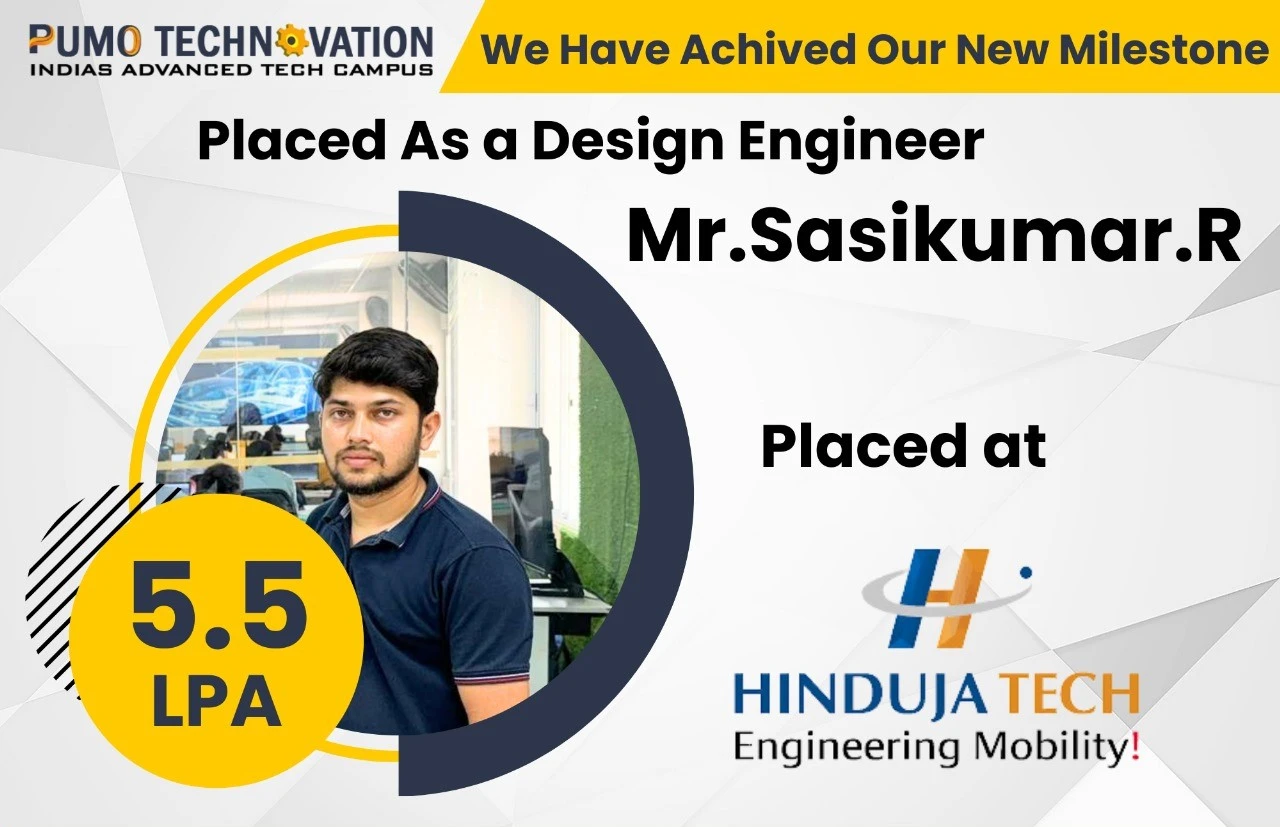 PUMO TECHNOVATION
INDIAS ADVANCED TECH CAMPUS
We Have Achived Our New Milestone
Placed As a Design Engineer
Mr.Sasikumar.R
Placed at
5.5
LPA
H
HINDUJA TECH
Engineering Mobility!